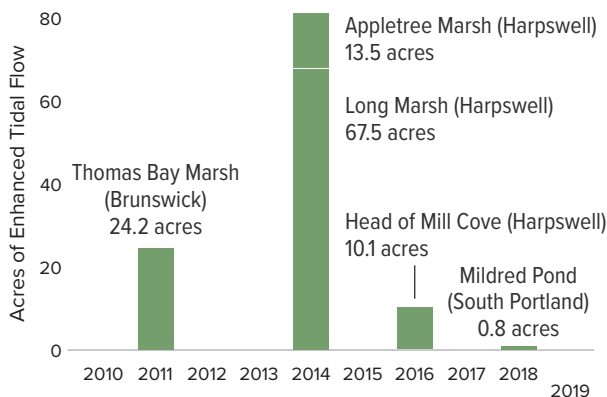 Acres of Enhanced Tidal Flow
80
60
40
20
0
Appletree Marsh (Harpswell)
13.5 acres
Long Marsh (Harpswell)
67.5 acres
Thomas Bay Marsh
(Brunswick)
24.2 acres
Head of Mill Cove (Harpswell)
10.1 acres
Mildred Pond
(South Portland)
0.8 acres
2010 2011 2012 2013 2014 2015 2016 2017 2018
2019